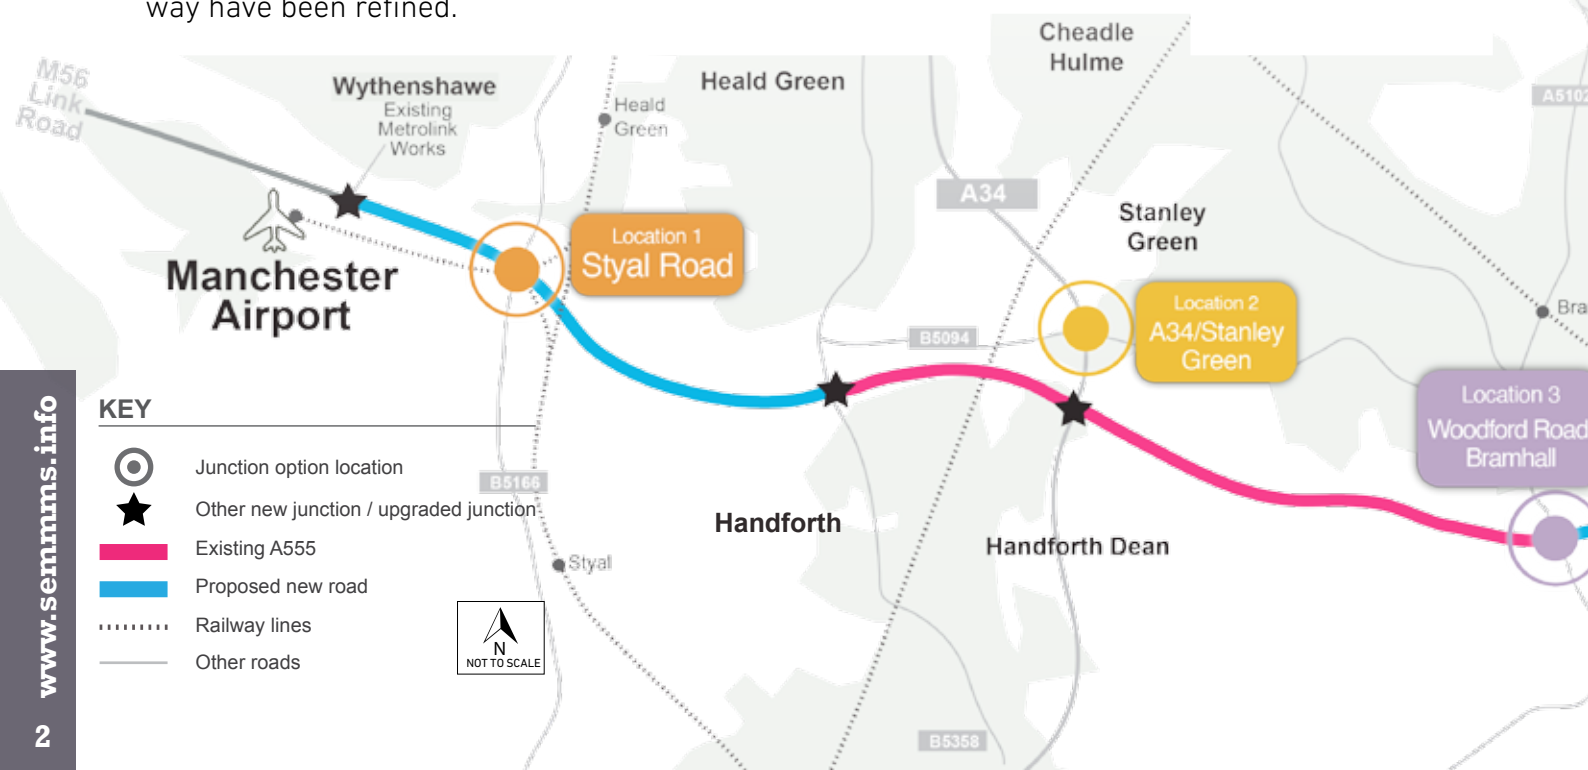 way have been refined.
M56
Link
Road
Wythenshawe
Existing
Metrolink
Works
Heald
Green
Heald Green
Cheadle
Hulme
A5102
A34
Stanley
Green
Location 1
Styal Road
Manchester
Airport
Location 2
A34/Stanley
Green
B5094
Bra
Location 3
Woodford Road
Bramhall
KEY
Junction option location
Other new junction / upgraded junction
Existing A555
Proposed new road
Railway lines
Other roads
B5166
Styal
N
NOT TO SCALE
Handforth
Handforth Dean
B5358
www.semmms.info
2